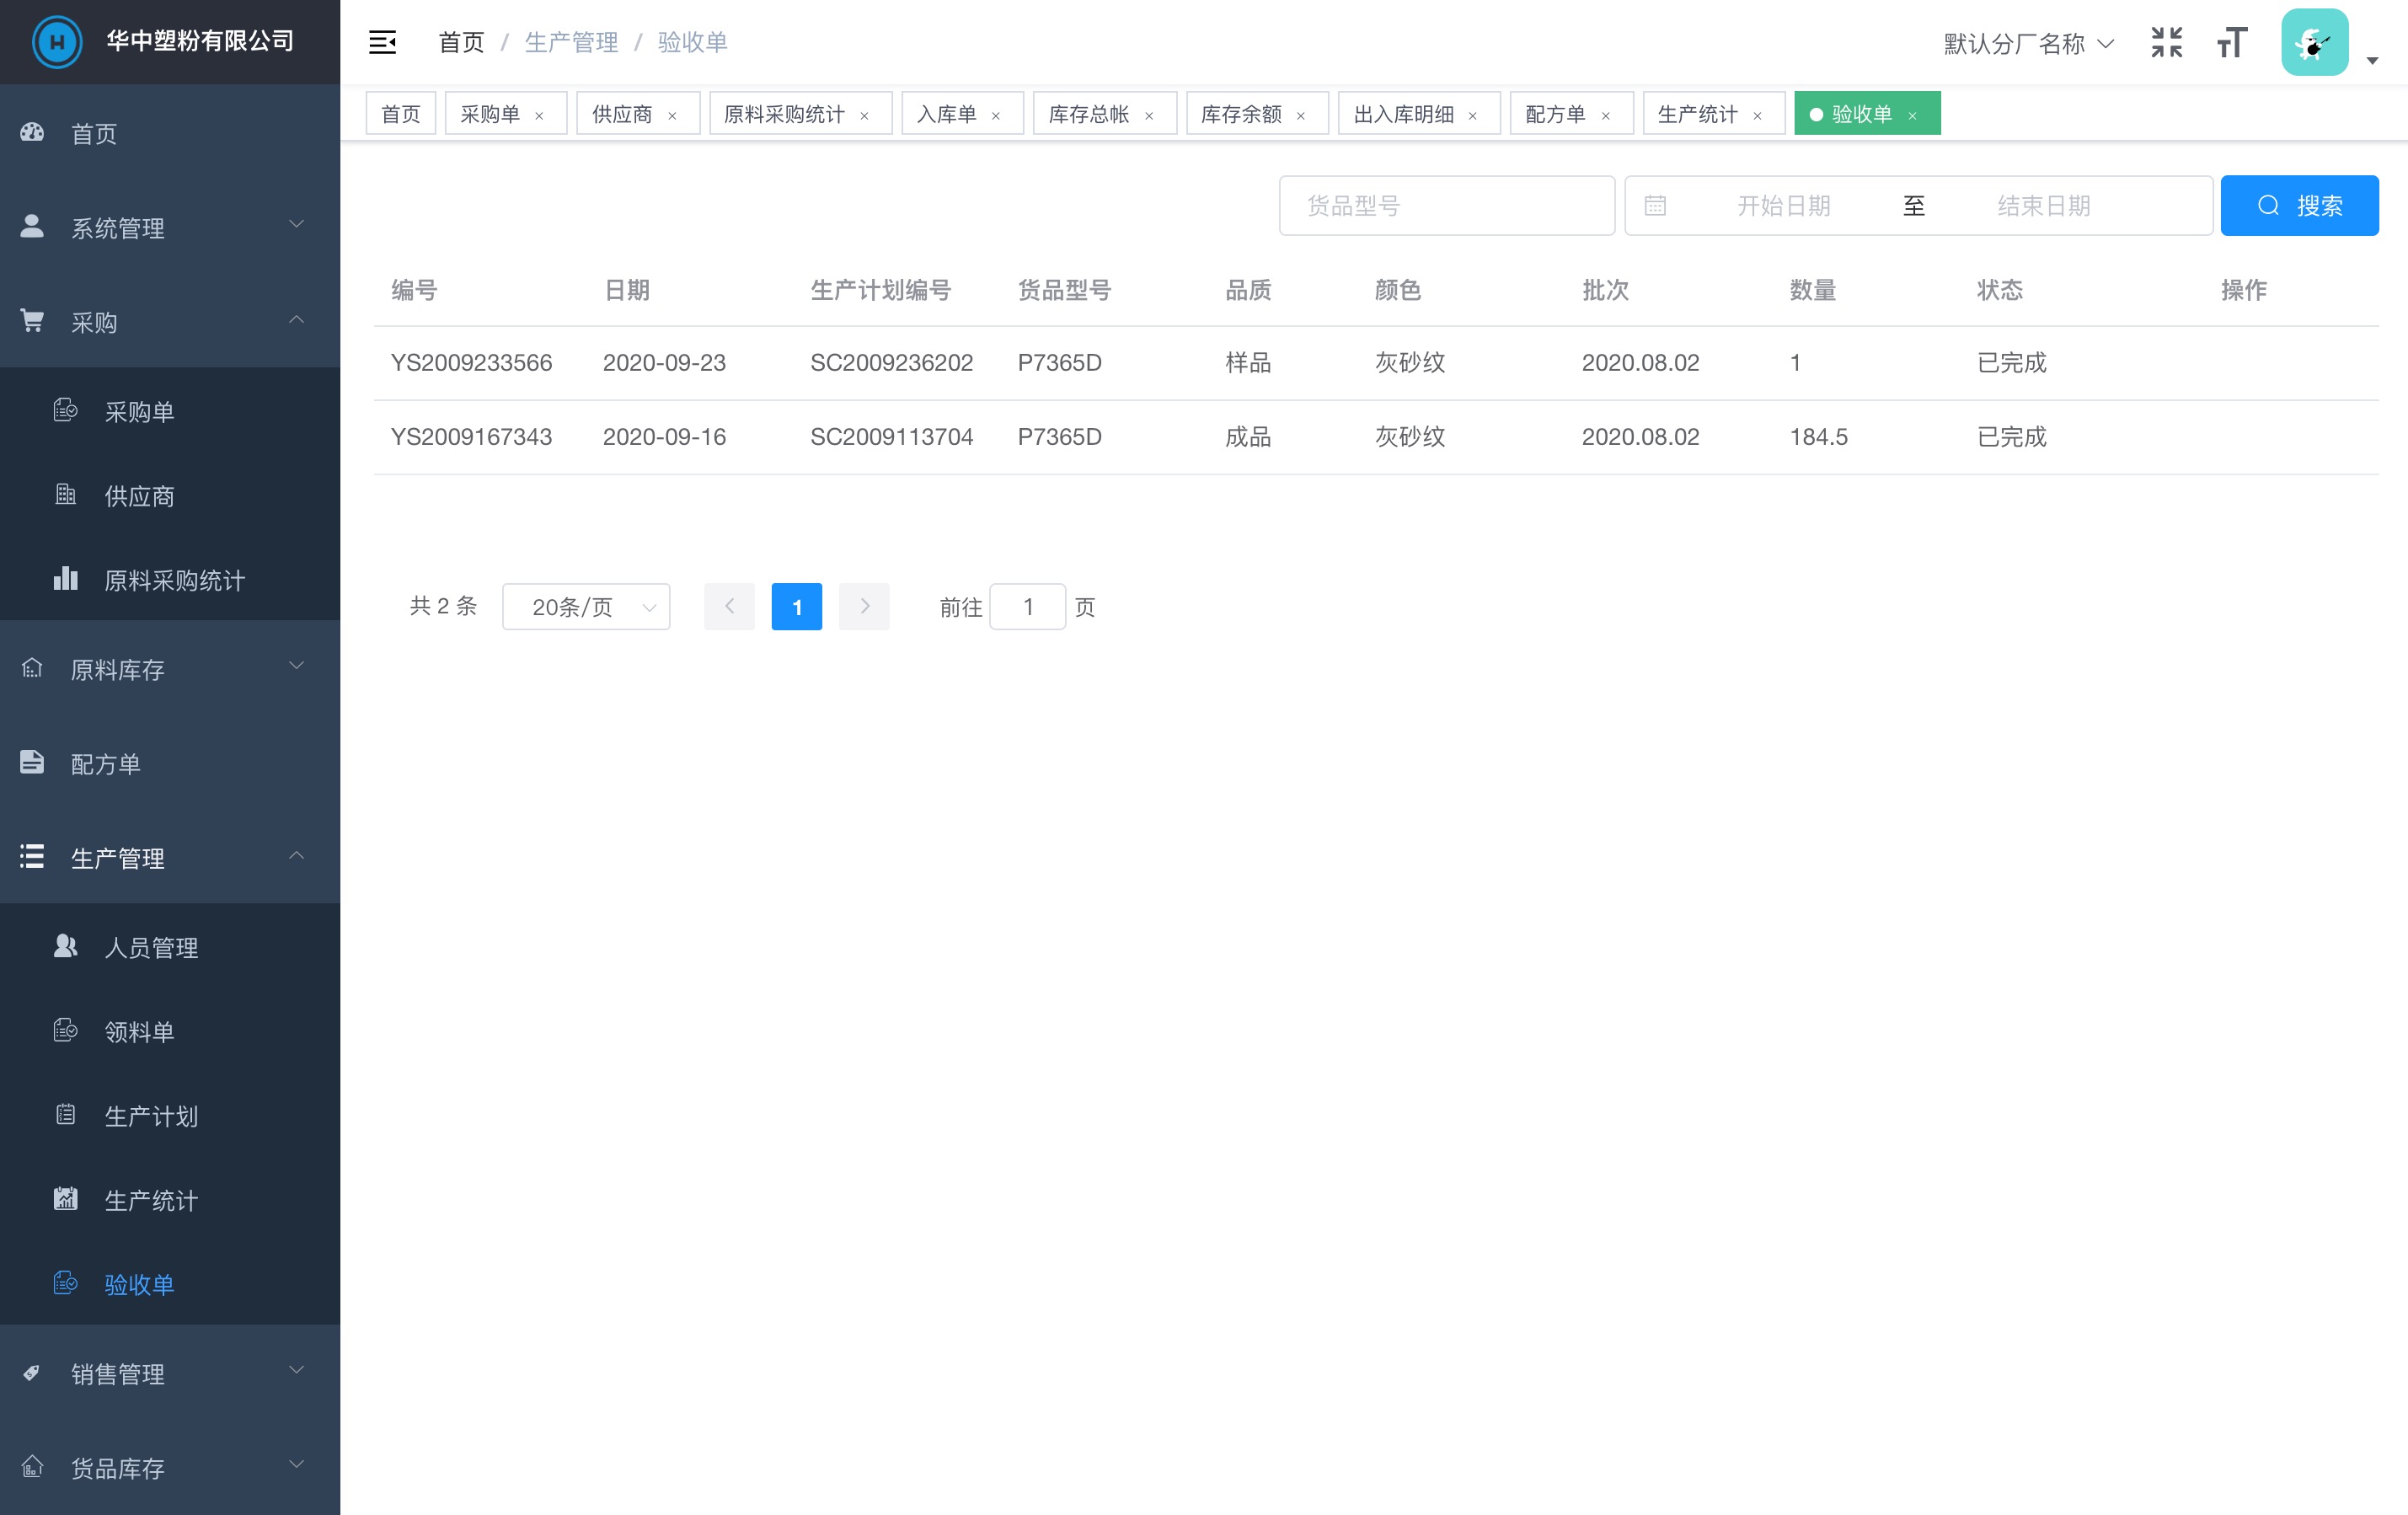 H 华中塑粉有限公司
首页
系统管理
采购
采购单
供应商
原料采购统计
原料库存
配方单
生产管理
人员管理
领料单
生产计划
生产统计
验收单
销售管理
货品库存
首页 / 生产管理 / 验收单
默认分厂名称
首页 采购单 × 供应商 × 原料采购统计 × 入库单 × 库存总帐 × 库存余额 × 出入库明细 × 配方单 × 生产统计 × 验收单 ×
货品型号 开始日期 至 结束日期 搜索
编号 日期 生产计划编号 货品型号 品质 颜色 批次 数量 状态 操作
YS2009233566 2020-09-23 SC2009236202 P7365D 样品 灰砂纹 2020.08.02 1 已完成
YS2009167343 2020-09-16 SC2009113704 P7365D 成品 灰砂纹 2020.08.02 184.5 已完成
共 2 条 20条/页 1 前往 1 页